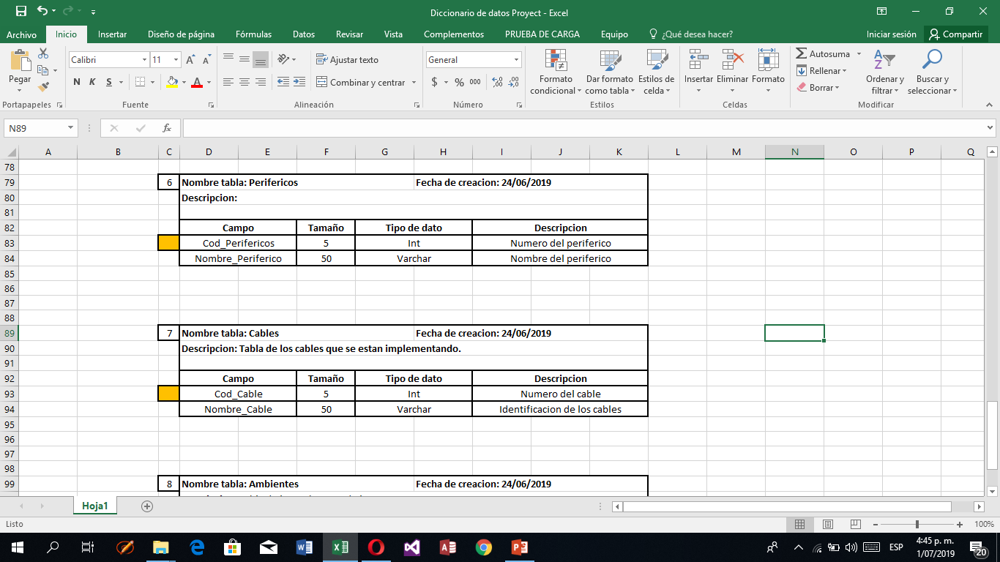 Diccionario de datos Proyect - Excel
Archivo Inicio Insertar Diseño de página Fórmulas Datos Revisar Vista Complementos PRUEBA DE CARGA Equipo ¿Qué desea hacer? Iniciar sesión Compartir
Pegar
Calibri 11
N K S
Ajustar texto
Combinar y centrar
General
$ % 000
Formato condicional
Dar formato como tabla
Estilos de celda
Insertar Eliminar Formato
Autosuma
Rellenar
Borrar
Ordenar y filtrar
Buscar y seleccionar
Portapapeles Fuente Alineación Número Estilos Celdas Modificar
N89 fx
A B C D E F G H I J K L M N O P Q
78
79 6 Nombre tabla: Perifericos Fecha de creacion: 24/06/2019
80 Descripcion:
81
82 Campo Tamaño Tipo de dato Descripcion
83 Cod_Perifericos 5 Int Numero del periferico
84 Nombre_Periferico 50 Varchar Nombre del periferico
85
86
87
88
89 7 Nombre tabla: Cables Fecha de creacion: 24/06/2019
90 Descripcion: Tabla de los cables que se estan implementando.
91
92 Campo Tamaño Tipo de dato Descripcion
93 Cod_Cable 5 Int Numero del cable
94 Nombre_Cable 50 Varchar Identificacion de los cables
95
96
97
98
99 8 Nombre tabla: Ambientes Fecha de creacion: 24/06/2019
Hoja1
Listo 100%
ESP 4:45 p. m.
1/07/2019 20